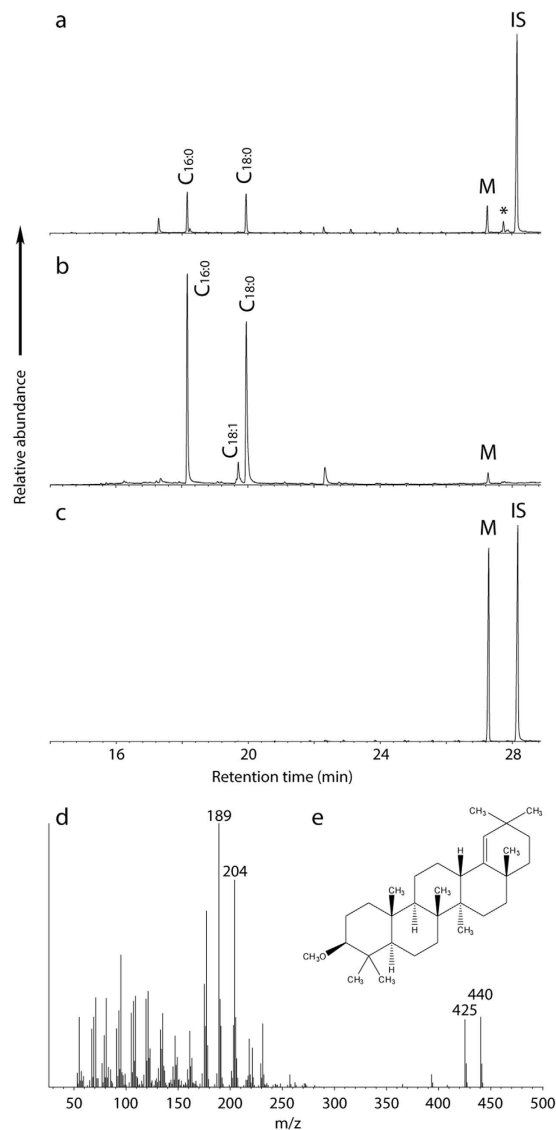 a
IS
C16:0
C18:0
M
*
b
C16:0
C18:1
C18:0
M
c
M
IS
Relative abundance
16 20 24 28
Retention time (min)
d
189
204
425
440
50 100 150 200 250 300 350 400 450 500
m/z
e
H3C CH3
H
CH3
CH3 CH3
H
CH3
CH3O
H
H3C CH3